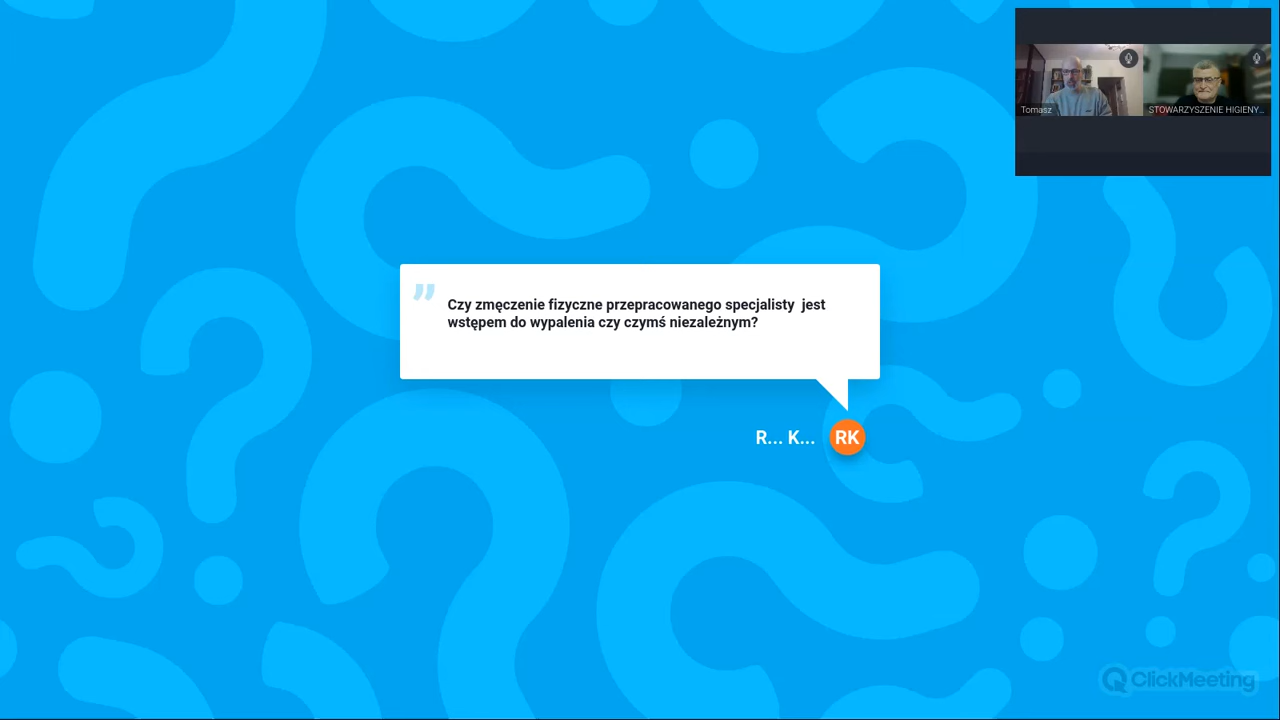 Tomasz
STOWARZYSZENIE HIGIENY...
”
Czy zmęczenie fizyczne przepracowanego specjalisty  jest
wstępem do wypalenia czy czymś niezależnym?
R... K...
RK
ClickMeeting